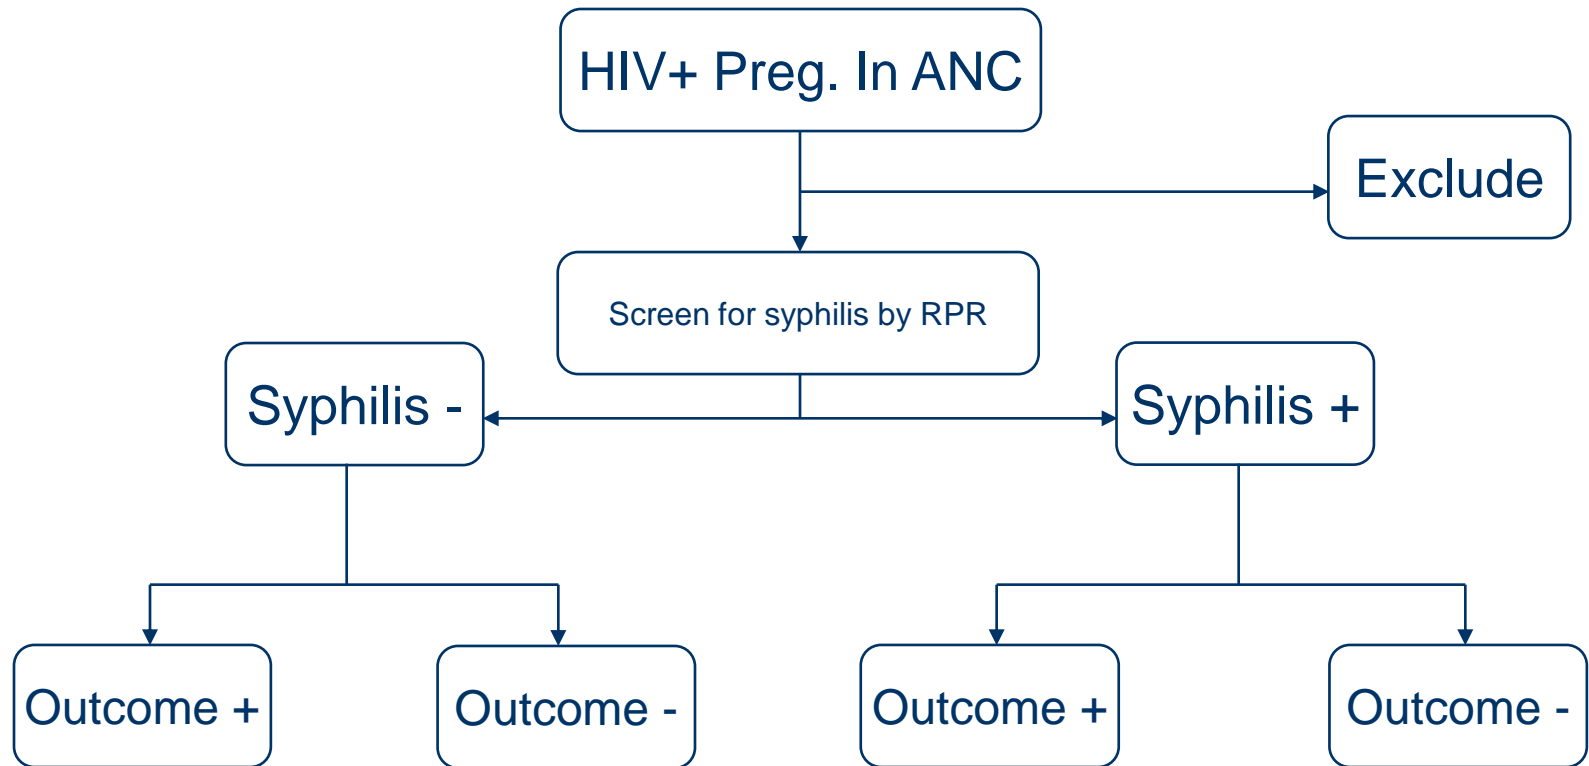 HIV+ Preg. In ANC
Exclude
Screen for syphilis by RPR
Syphilis -
Syphilis +
Outcome +
Outcome -
Outcome +
Outcome -